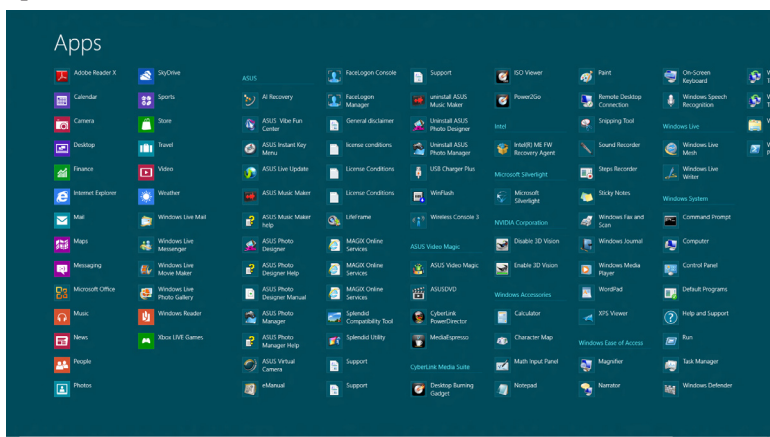 Apps
Adobe Reader X
Calendar
Camera
Desktop
Finance
Internet Explorer
Mail
Maps
Messaging
Microsoft Office
Music
News
People
Photos
SkyDrive
Sports
Store
Travel
Video
Weather
Windows Live Mail
Windows Live
Messenger
Windows Live
Movie Maker
Windows Live
Photo Gallery
Windows Reader
Xbox LIVE Games
ASUS
AI Recovery
ASUS Vibe Fun
Center
ASUS Instant Key
Menu
ASUS Live Update
ASUS Music Maker
ASUS Music Maker
help
ASUS Photo
Designer
ASUS Photo
Designer Help
ASUS Photo
Designer Manual
ASUS Photo
Manager
ASUS Photo
Manager Help
ASUS Virtual
Camera
eManual
FaceLogon Console
FaceLogon
Manager
General disclaimer
license conditions
License Conditions
License Conditions
LifeFrame
MAGIX Online
Services
MAGIX Online
Services
MAGIX Online
Services
Splendid
Compatibility Tool
Splendid Utility
Support
Support
Support
uninstall ASUS
Music Maker
Uninstall ASUS
Photo Designer
Uninstall ASUS
Photo Manager
USB Charger Plus
WinFlash
Wireless Console 3
ASUS Video Magic
ASUS Video Magic
ASUSDVD
CyberLink
PowerDirector
MediaEspresso
CyberLink Media Suite
Desktop Burning
Gadget
ISO Viewer
Power2Go
Intel
Intel(R) ME FW
Recovery Agent
Microsoft Silverlight
Microsoft
Silverlight
NVIDIA Corporation
Disable 3D Vision
Enable 3D Vision
Windows Accessories
Calculator
Character Map
Math Input Panel
Notepad
Paint
Remote Desktop
Connection
Snipping Tool
Sound Recorder
Steps Recorder
Sticky Notes
Windows Fax and
Scan
Windows Journal
Windows Media
Player
WordPad
XPS Viewer
Windows Ease of Access
Magnifier
Narrator
On-Screen
Keyboard
Windows Speech
Recognition
Windows Live
Windows Live
Mesh
Windows Live
Writer
Windows System
Command Prompt
Computer
Control Panel
Default Programs
Help and Support
Run
Task Manager
Windows Defender